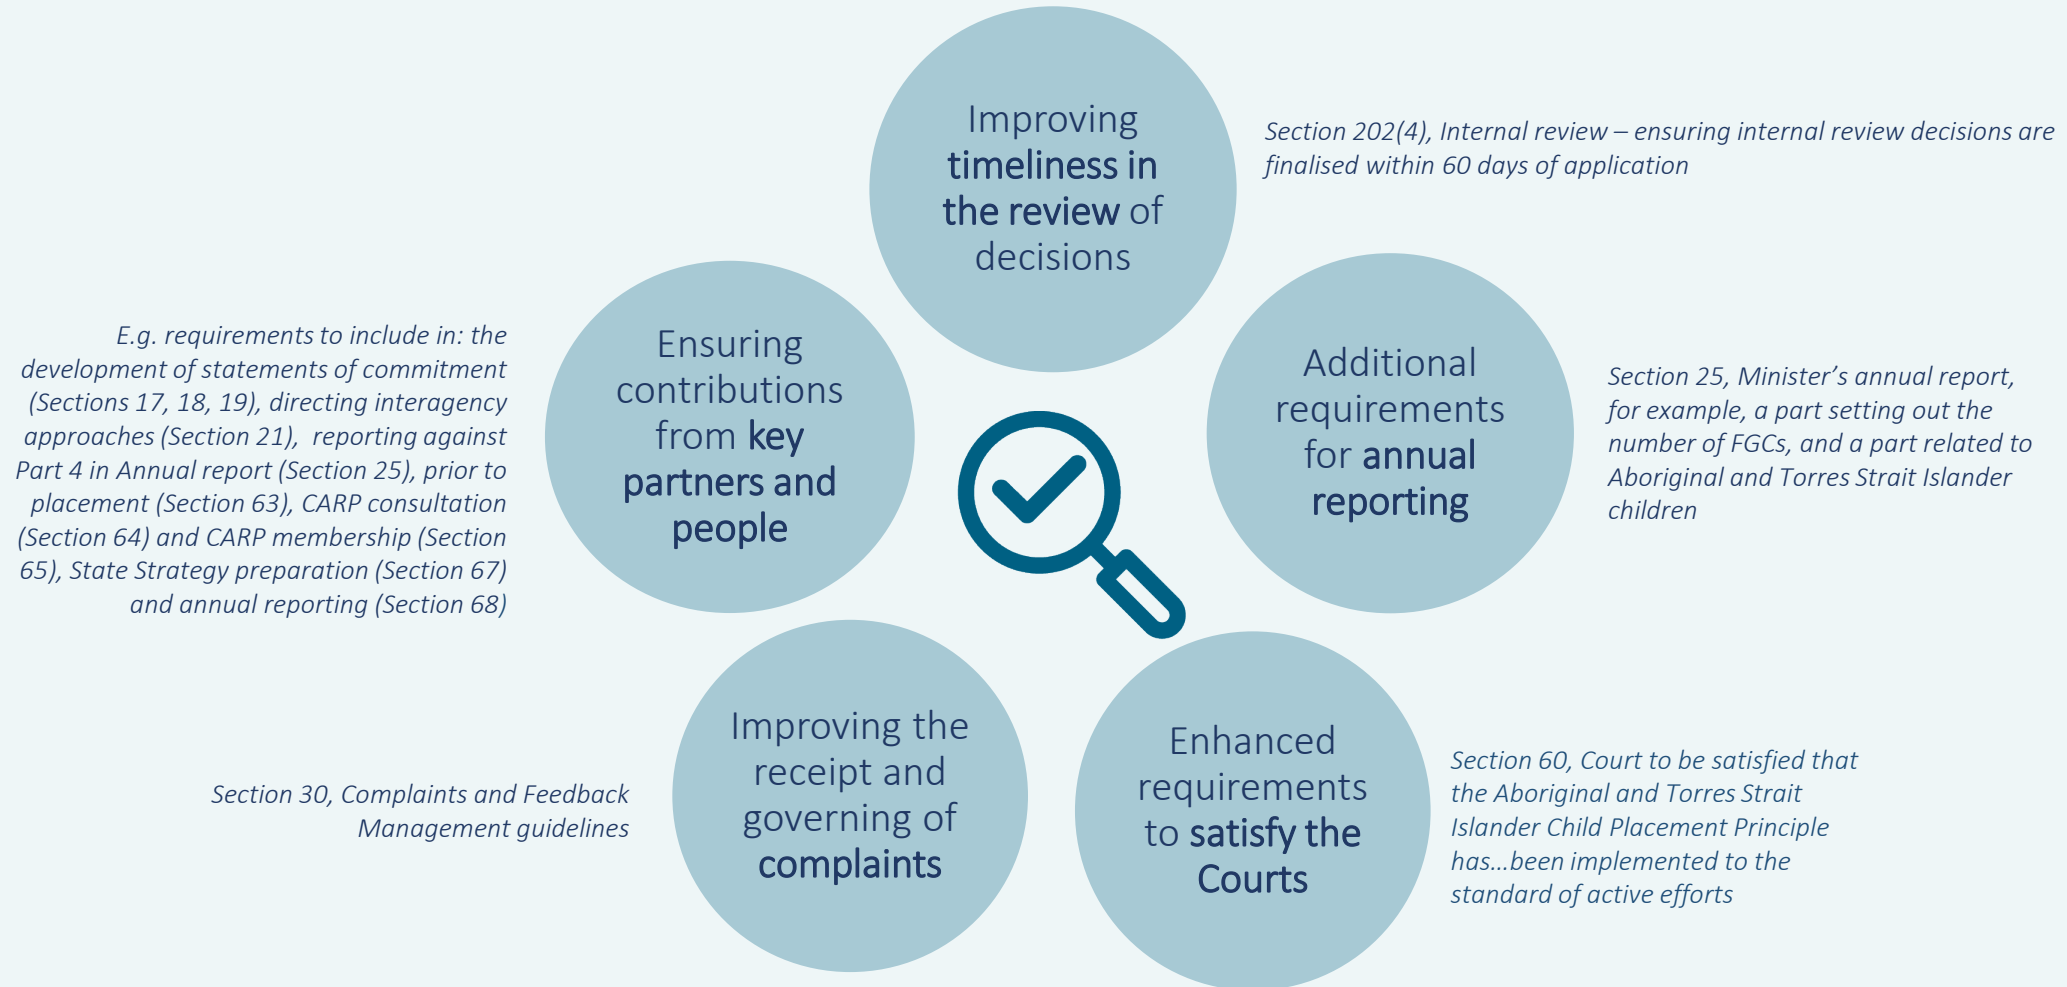 Improving
timeliness in
the review of
decisions
Section 202(4), Internal review – ensuring internal review decisions are
finalised within 60 days of application
Additional
requirements
for annual
reporting
Section 25, Minister’s annual report,
for example, a part setting out the
number of FGCs, and a part related to
Aboriginal and Torres Strait Islander
children
Enhanced
requirements
to satisfy the
Courts
Section 60, Court to be satisfied that
the Aboriginal and Torres Strait
Islander Child Placement Principle
has…been implemented to the
standard of active efforts
Improving the
receipt and
governing of
complaints
Section 30, Complaints and Feedback
Management guidelines
Ensuring
contributions
from key
partners and
people
E.g. requirements to include in: the
development of statements of commitment
(Sections 17, 18, 19), directing interagency
approaches (Section 21), reporting against
Part 4 in Annual report (Section 25), prior to
placement (Section 63), CARP consultation
(Section 64) and CARP membership (Section
65), State Strategy preparation (Section 67)
and annual reporting (Section 68)